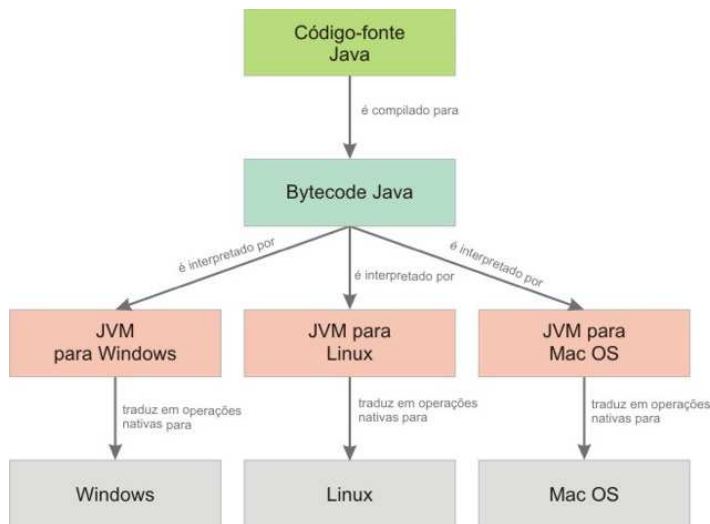 Código-fonte
Java
é compilado para
Bytecode Java
é interpretado por
é interpretado por
é interpretado por
JVM
para Windows
JVM para
Linux
JVM para
Mac OS
traduz em operações
nativas para
traduz em operações
nativas para
traduz em operações
nativas para
Windows
Linux
Mac OS